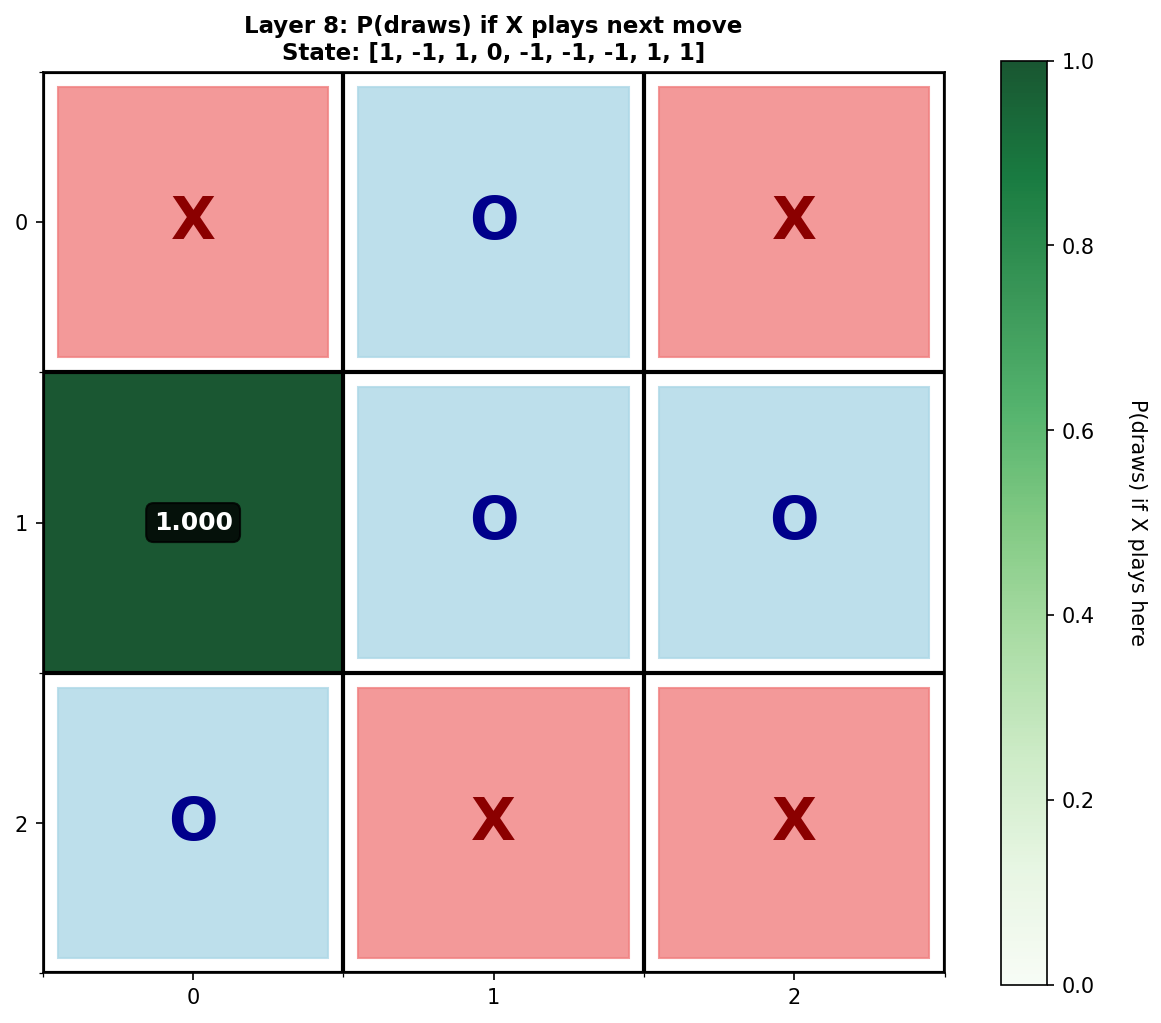 Layer 8: P(draws) if X plays next move
State: [1, -1, 1, 0, -1, -1, -1, 1, 1]
X O X
1.000 O O
O X X
0
1
2
0 1 2
1.0
0.8
0.6
0.4
0.2
0.0
P(draws) if X plays here